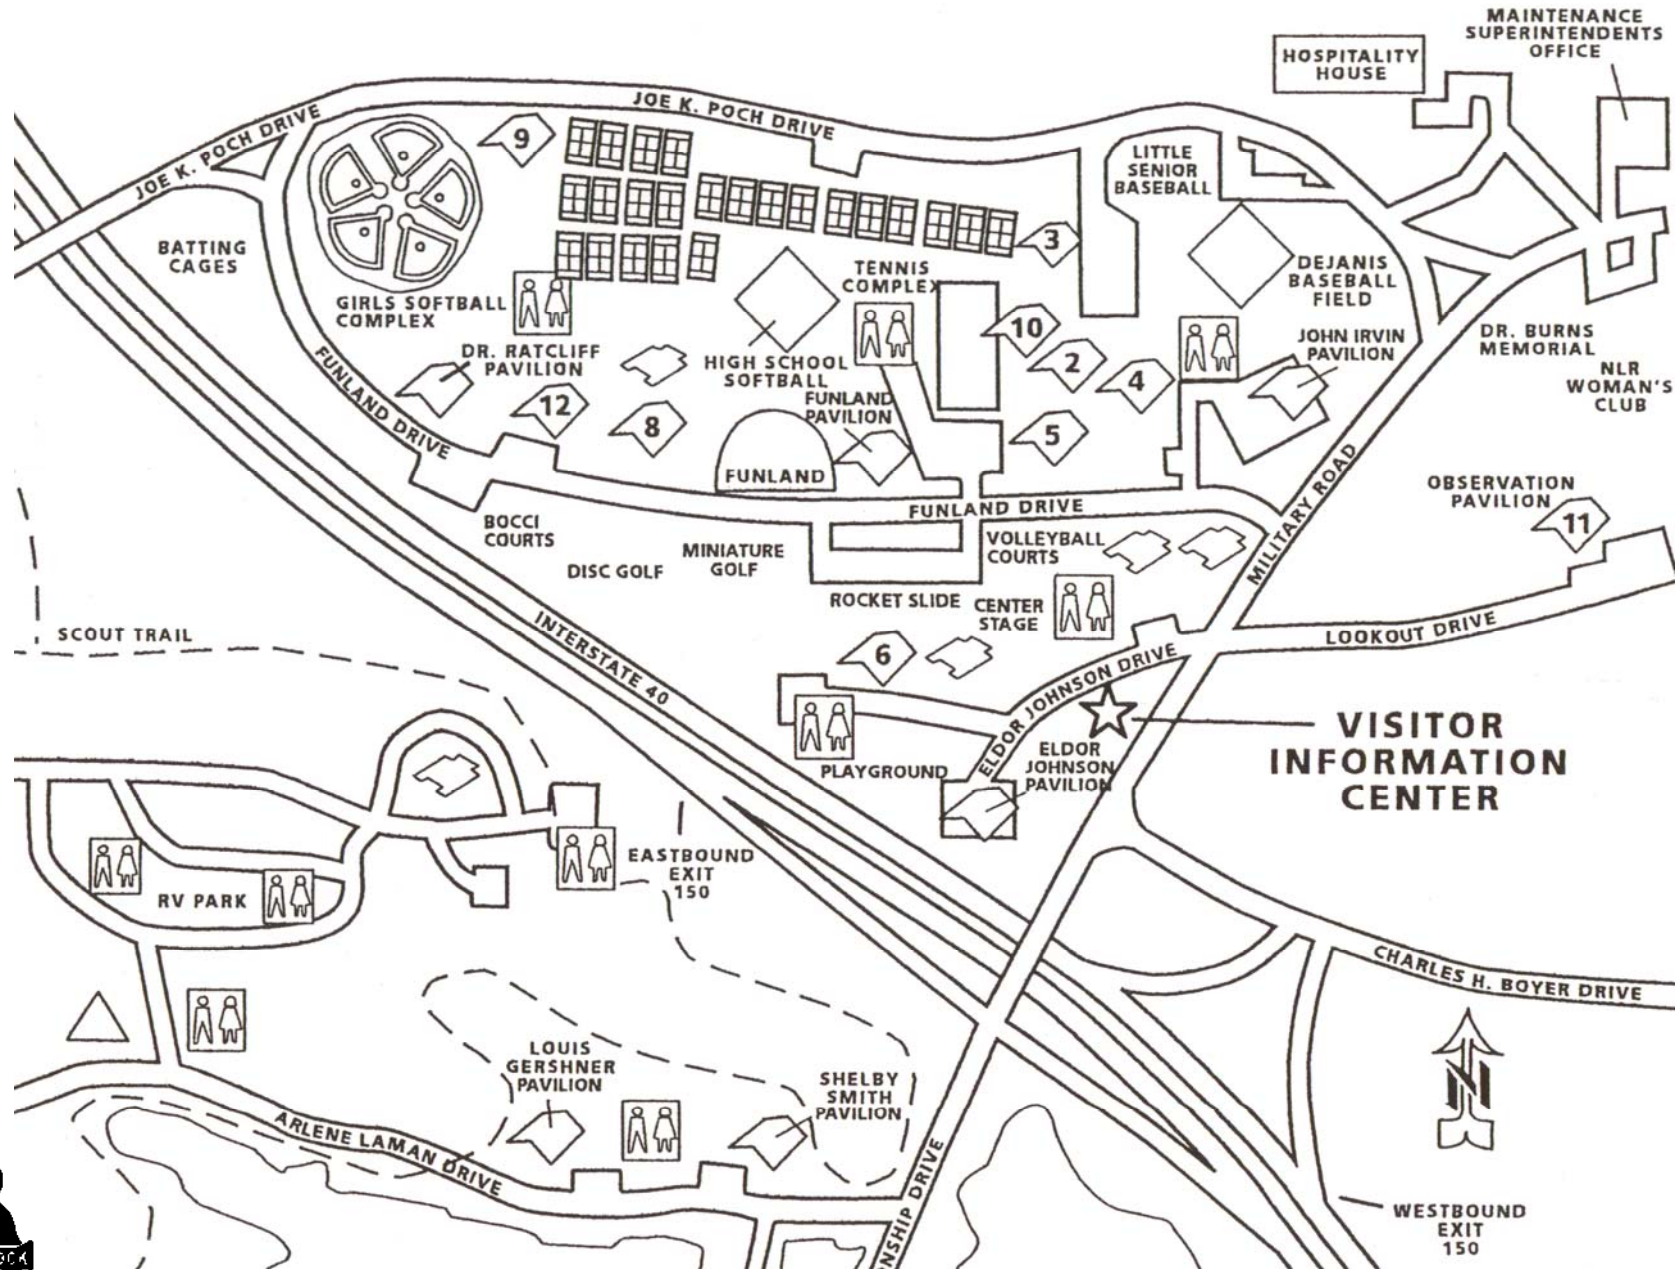 MAINTENANCE
SUPERINTENDENTS
OFFICE
HOSPITALITY
HOUSE
JOE K. POCH DRIVE
JOE K. POCH DRIVE
9
LITTLE
SENIOR
BASEBALL
BATTING
CAGES
3
TENNIS
COMPLEX
DEJANIS
BASEBALL
FIELD
GIRLS SOFTBALL
COMPLEX
10
DR. BURNS
MEMORIAL
JOHN IRVIN
PAVILION
DR. RATCLIFF
PAVILION
HIGH SCHOOL
SOFTBALL
2
4
NLR
WOMAN'S
CLUB
FUNLAND DRIVE
12
8
FUNLAND
PAVILION
5
FUNLAND
OBSERVATION
PAVILION
11
FUNLAND DRIVE
MILITARY ROAD
BOCCI
COURTS
DISC GOLF
MINIATURE
GOLF
VOLLEYBALL
COURTS
ROCKET SLIDE
CENTER
STAGE
SCOUT TRAIL
INTERSTATE 40
6
LOOKOUT DRIVE
ELDOR JOHNSON DRIVE
VISITOR
INFORMATION
CENTER
PLAYGROUND
ELDOR
JOHNSON
PAVILION
EASTBOUND
EXIT
150
RV PARK
CHARLES H. BOYER DRIVE
N
LOUIS
GERSHNER
PAVILION
SHELBY
SMITH
PAVILION
ARLENE LAMAN DRIVE
NSHIP DRIVE
WESTBOUND
EXIT
150